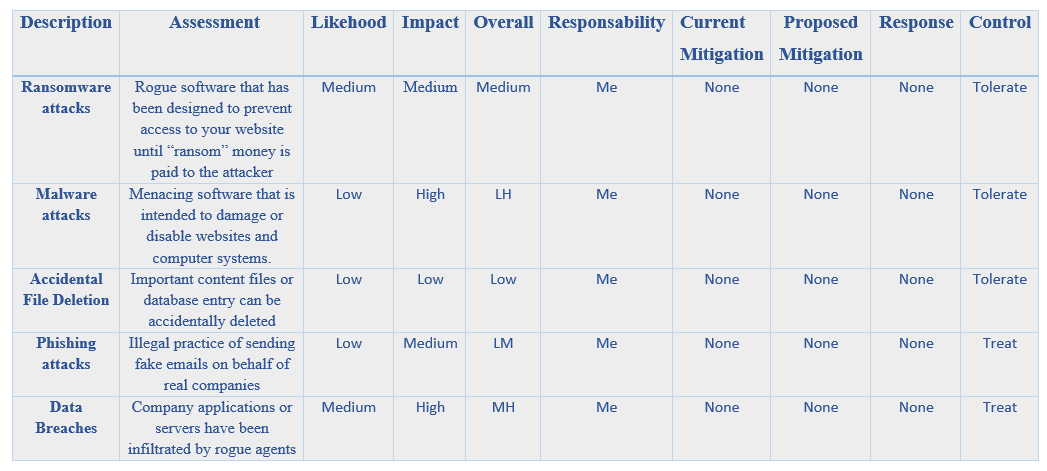 Description Assessment Likehood Impact Overall Responsability Current Proposed Response Control
Mitigation Mitigation
Ransomware Rogue software that has Medium Medium Medium Me None None None Tolerate
attacks been designed to prevent
access to your website
until “ransom” money is
paid to the attacker
Malware Menacing software that is Low High LH Me None None None Tolerate
attacks intended to damage or
disable websites and
computer systems.
Accidental Important content files or Low Low Low Me None None None Tolerate
File Deletion database entry can be
accidentally deleted
Phishing Illegal practice of sending Low Medium LM Me None None None Treat
attacks fake emails on behalf of
real companies
Data Company applications or Medium High MH Me None None None Treat
Breaches servers have been
infiltrated by rogue agents